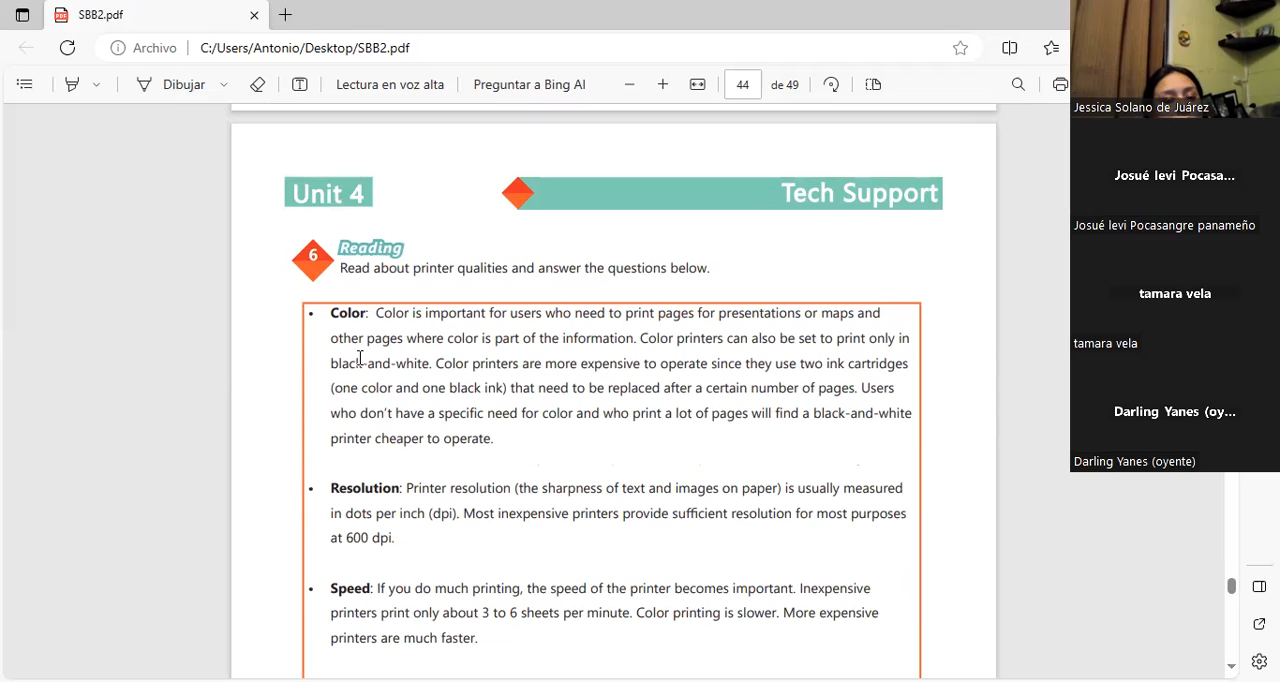 SBB2.pdf
Archivo
C:/Users/Antonio/Desktop/SBB2.pdf
Dibujar
Lectura en voz alta
Preguntar a Bing AI
44
de 49
Unit 4
Tech Support
6
Reading
Read about printer qualities and answer the questions below.
• Color: Color is important for users who need to print pages for presentations or maps and
other pages where color is part of the information. Color printers can also be set to print only in
black-and-white. Color printers are more expensive to operate since they use two ink cartridges
(one color and one black ink) that need to be replaced after a certain number of pages. Users
who don't have a specific need for color and who print a lot of pages will find a black-and-white
printer cheaper to operate.
• Resolution: Printer resolution (the sharpness of text and images on paper) is usually measured
in dots per inch (dpi). Most inexpensive printers provide sufficient resolution for most purposes
at 600 dpi.
• Speed: If you do much printing, the speed of the printer becomes important. Inexpensive
printers print only about 3 to 6 sheets per minute. Color printing is slower. More expensive
printers are much faster.
Jessica Solano de Juárez
Josué levi Pocasa...
Josué levi Pocasangre panameño
tamara vela
tamara vela
Darling Yanes (oy...
Darling Yanes (oyente)